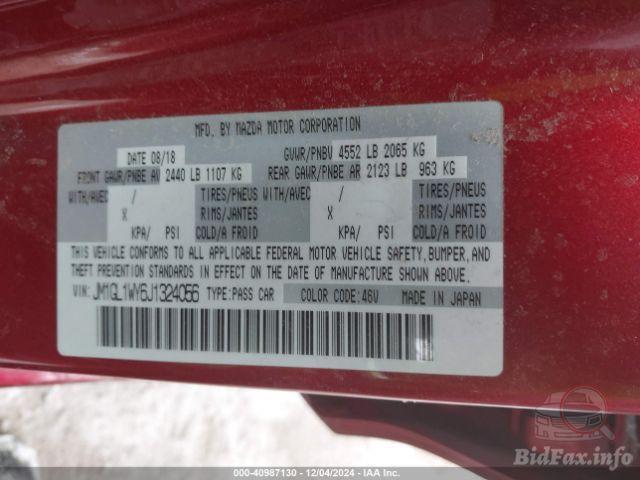 MFD. BY MAZDA MOTOR CORPORATION
DATE 08/18 GVWR/PNBV 4552 LB 2065 KG
FRONT GAWR/PNBE AV 2440 LB 1107 KG REAR GAWR/PNBE AR 2123 LB 963 KG
WITH/AVEC / TIRES/PNEUS WITH/AVEC / TIRES/PNEUS
X RIMS/JANTES X RIMS/JANTES
KPA/ PSI COLD/A FROID KPA/ PSI COLD/A FROID
THIS VEHICLE CONFORMS TO ALL APPLICABLE FEDERAL MOTOR VEHICLE SAFETY, BUMPER, AND
THEFT PREVENTION STANDARDS IN EFFECT ON THE DATE OF MANUFACTURE SHOWN ABOVE.
VIN: JM1GL1WY6J1324056 TYPE:PASS CAR COLOR CODE:46V MADE IN JAPAN
BidFax.info
000-40987130 - 12/04/2024 - IAA Inc.